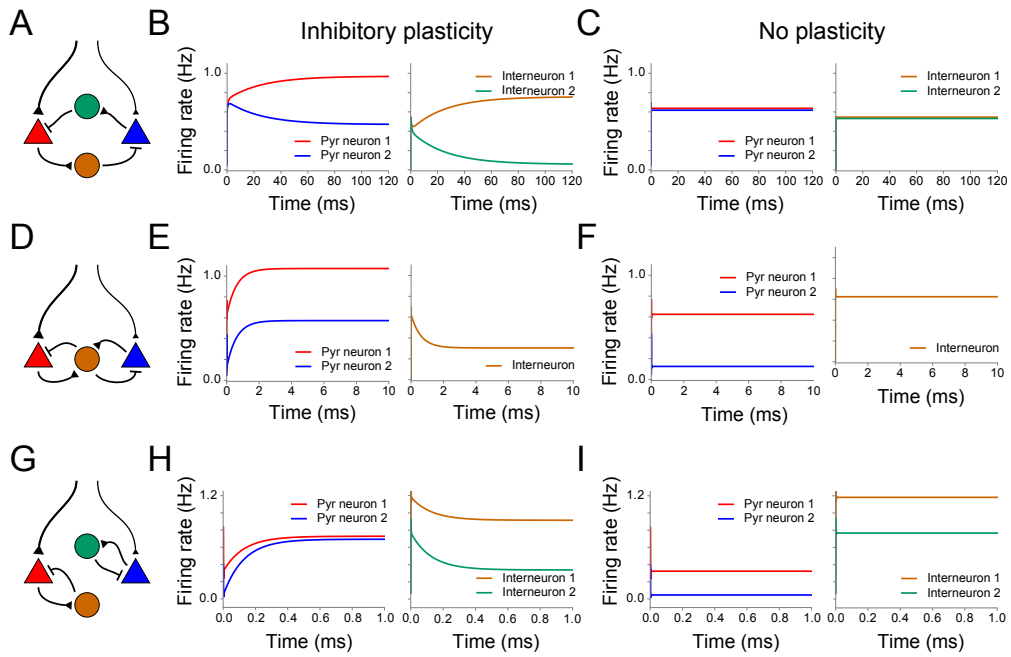 Inhibitory plasticity
No plasticity
A
B
Firing rate (Hz)
1.0
0.0
Pyr neuron 1
Pyr neuron 2
0 20 40 60 80 100 120
Time (ms)
Interneuron 1
Interneuron 2
0 20 40 60 80 100 120
Time (ms)
C
Firing rate (Hz)
1.0
0.0
Pyr neuron 1
Pyr neuron 2
0 20 40 60 80 100 120
Time (ms)
Interneuron 1
Interneuron 2
0 20 40 60 80 100 120
Time (ms)
D
E
Firing rate (Hz)
1.0
0.0
Pyr neuron 1
Pyr neuron 2
0 2 4 6 8 10
Time (ms)
Interneuron
0 2 4 6 8 10
Time (ms)
F
Firing rate (Hz)
1.0
0.0
Pyr neuron 1
Pyr neuron 2
0 2 4 6 8 10
Time (ms)
Interneuron
0 2 4 6 8 10
Time (ms)
G
H
Firing rate (Hz)
1.2
0.0
Pyr neuron 1
Pyr neuron 2
0.0 0.2 0.4 0.6 0.8 1.0
Time (ms)
Interneuron 1
Interneuron 2
0.0 0.2 0.4 0.6 0.8 1.0
Time (ms)
I
Firing rate (Hz)
1.2
0.0
Pyr neuron 1
Pyr neuron 2
0.0 0.2 0.4 0.6 0.8 1.0
Time (ms)
Interneuron 1
Interneuron 2
0.0 0.2 0.4 0.6 0.8 1.0
Time (ms)